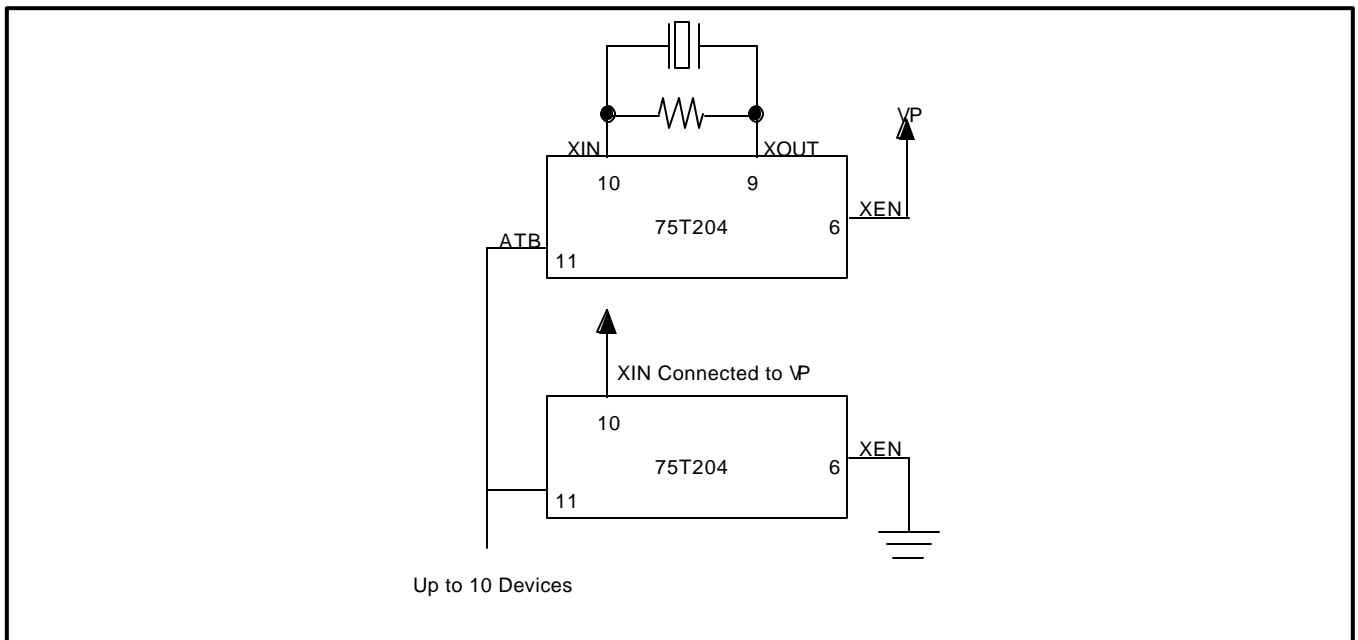 VP
XIN XOUT
10 9
XEN
75T204 6
ATB
11
XIN Connected to VP
10
XEN
75T204 6
11
Up to 10 Devices